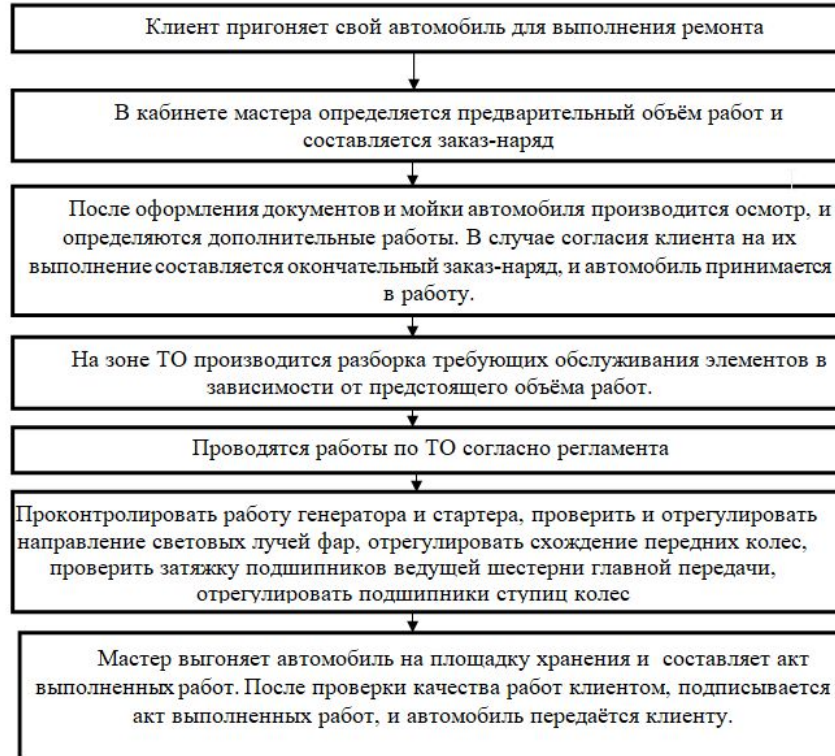 Клиент пригоняет свой автомобиль для выполнения ремонта
В кабинете мастера определяется предварительный объём работ и
составляется заказ-наряд
После оформления документов и мойки автомобиля производится осмотр, и
определяются дополнительные работы. В случае согласия клиента на их
выполнение составляется окончательный заказ-наряд, и автомобиль принимается
в работу.
На зоне ТО производится разборка требующих обслуживания элементов в
зависимости от предстоящего объёма работ.
Проводятся работы по ТО согласно регламента
Проконтролировать работу генератора и стартера, проверить и отрегулировать
направление световых лучей фар, отрегулировать схождение передних колес,
проверить затяжку подшипников ведущей шестерни главной передачи,
отрегулировать подшипники ступиц колес
Мастер выгоняет автомобиль на площадку хранения и составляет акт
выполненных работ. После проверки качества работ клиентом, подписывается
акт выполненных работ, и автомобиль передаётся клиенту.